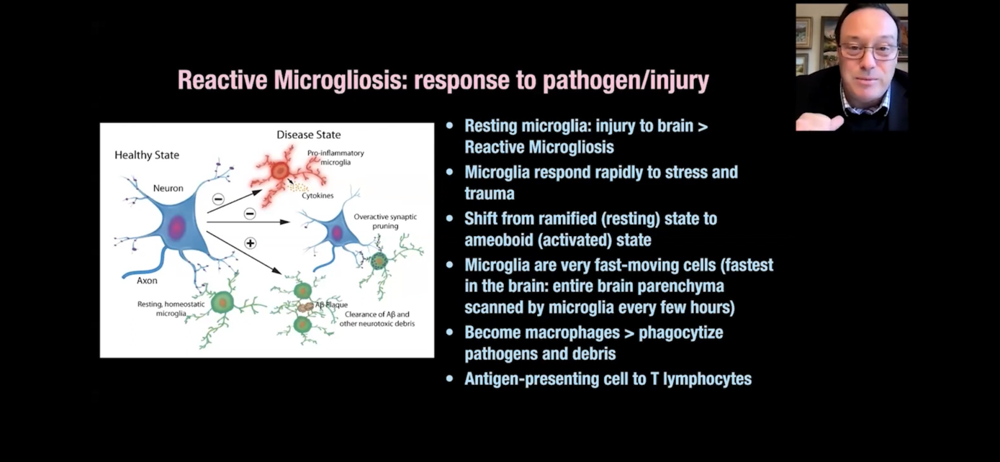 Reactive Microgliosis: response to pathogen/injury
Disease State
Healthy State
Pro-inflammatory
microglia
Neuron
Cytokines
Overactive synaptic
pruning
Axon
Resting, homeostatic
microglia
Aβ Plaque
Clearance of Aβ and
other neurotoxic debris
• Resting microglia: injury to brain >
Reactive Microgliosis
• Microglia respond rapidly to stress and
trauma
• Shift from ramified (resting) state to
ameoboid (activated) state
• Microglia are very fast-moving cells (fastest
in the brain: entire brain parenchyma
scanned by microglia every few hours)
• Become macrophages > phagocytize
pathogens and debris
• Antigen-presenting cell to T lymphocytes